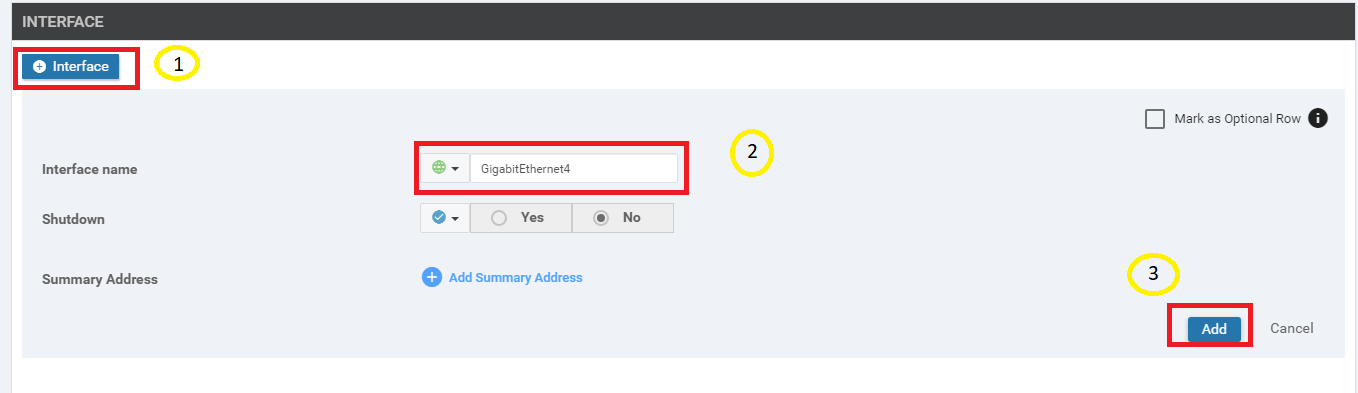 INTERFACE
Interface
1
Mark as Optional Row i
2
Interface name GigabitEthernet4
Shutdown Yes No
3
Summary Address Add Summary Address
Add Cancel